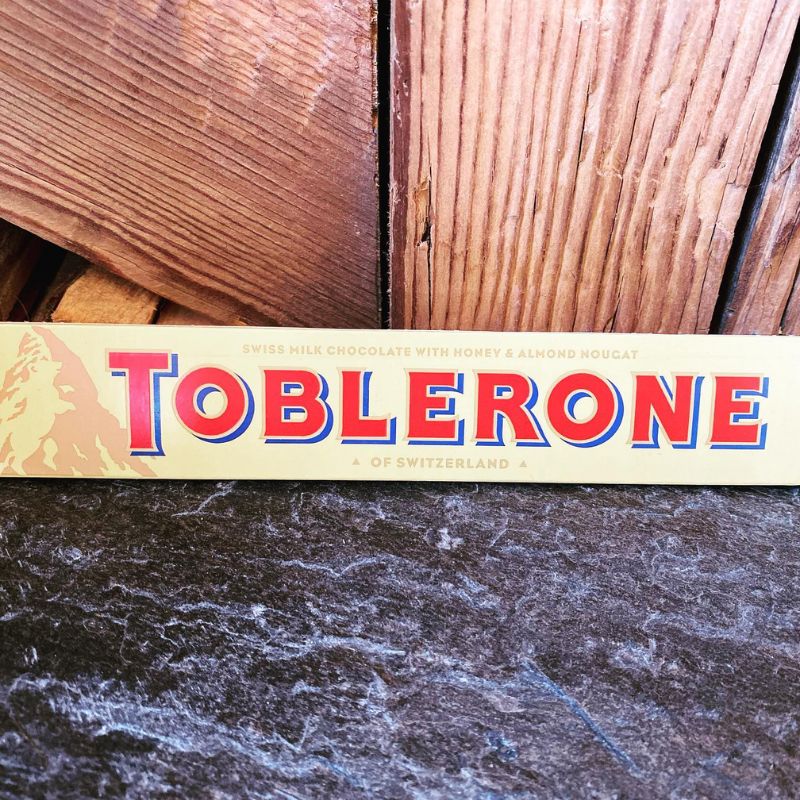 SWISS MILK CHOCOLATE WITH HONEY & ALMOND NOUGAT
TOBLERONE
▲ OF SWITZERLAND ▲